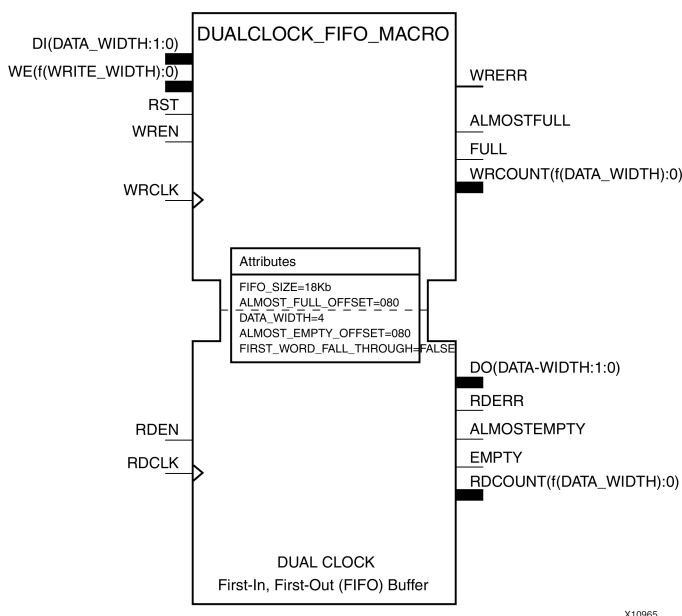 DUALCLOCK_FIFO_MACRO
DI(DATA_WIDTH:1:0)
WE(f(WRITE_WIDTH):0)
RST
WREN
WRCLK
WRERR
ALMOSTFULL
FULL
WRCOUNT(f(DATA_WIDTH):0)
Attributes
FIFO_SIZE=18Kb
ALMOST_FULL_OFFSET=080
DATA_WIDTH=4
ALMOST_EMPTY_OFFSET=080
FIRST_WORD_FALL_THROUGH=FALSE
RDEN
RDCLK
DO(DATA-WIDTH:1:0)
RDERR
ALMOSTEMPTY
EMPTY
RDCOUNT(f(DATA_WIDTH):0)
DUAL CLOCK
First-In, First-Out (FIFO) Buffer
X10965